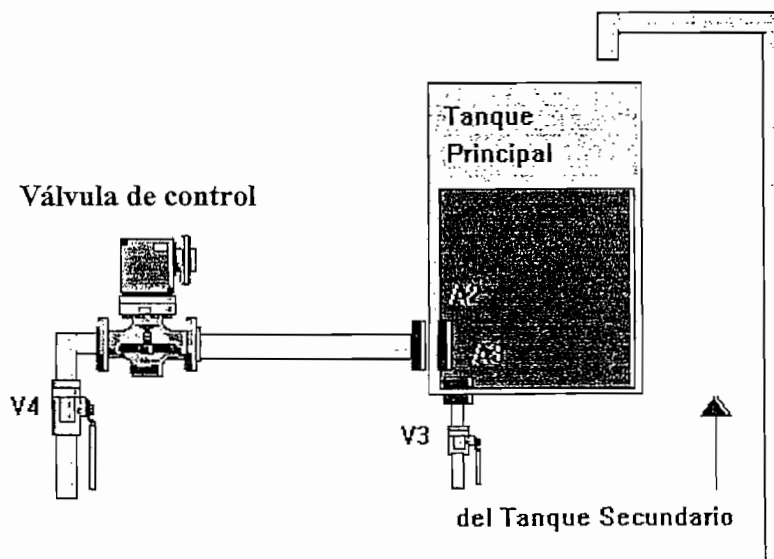 Tanque
Principal
Válvula de control
A2
A3
V4
V3
del Tanque Secundario